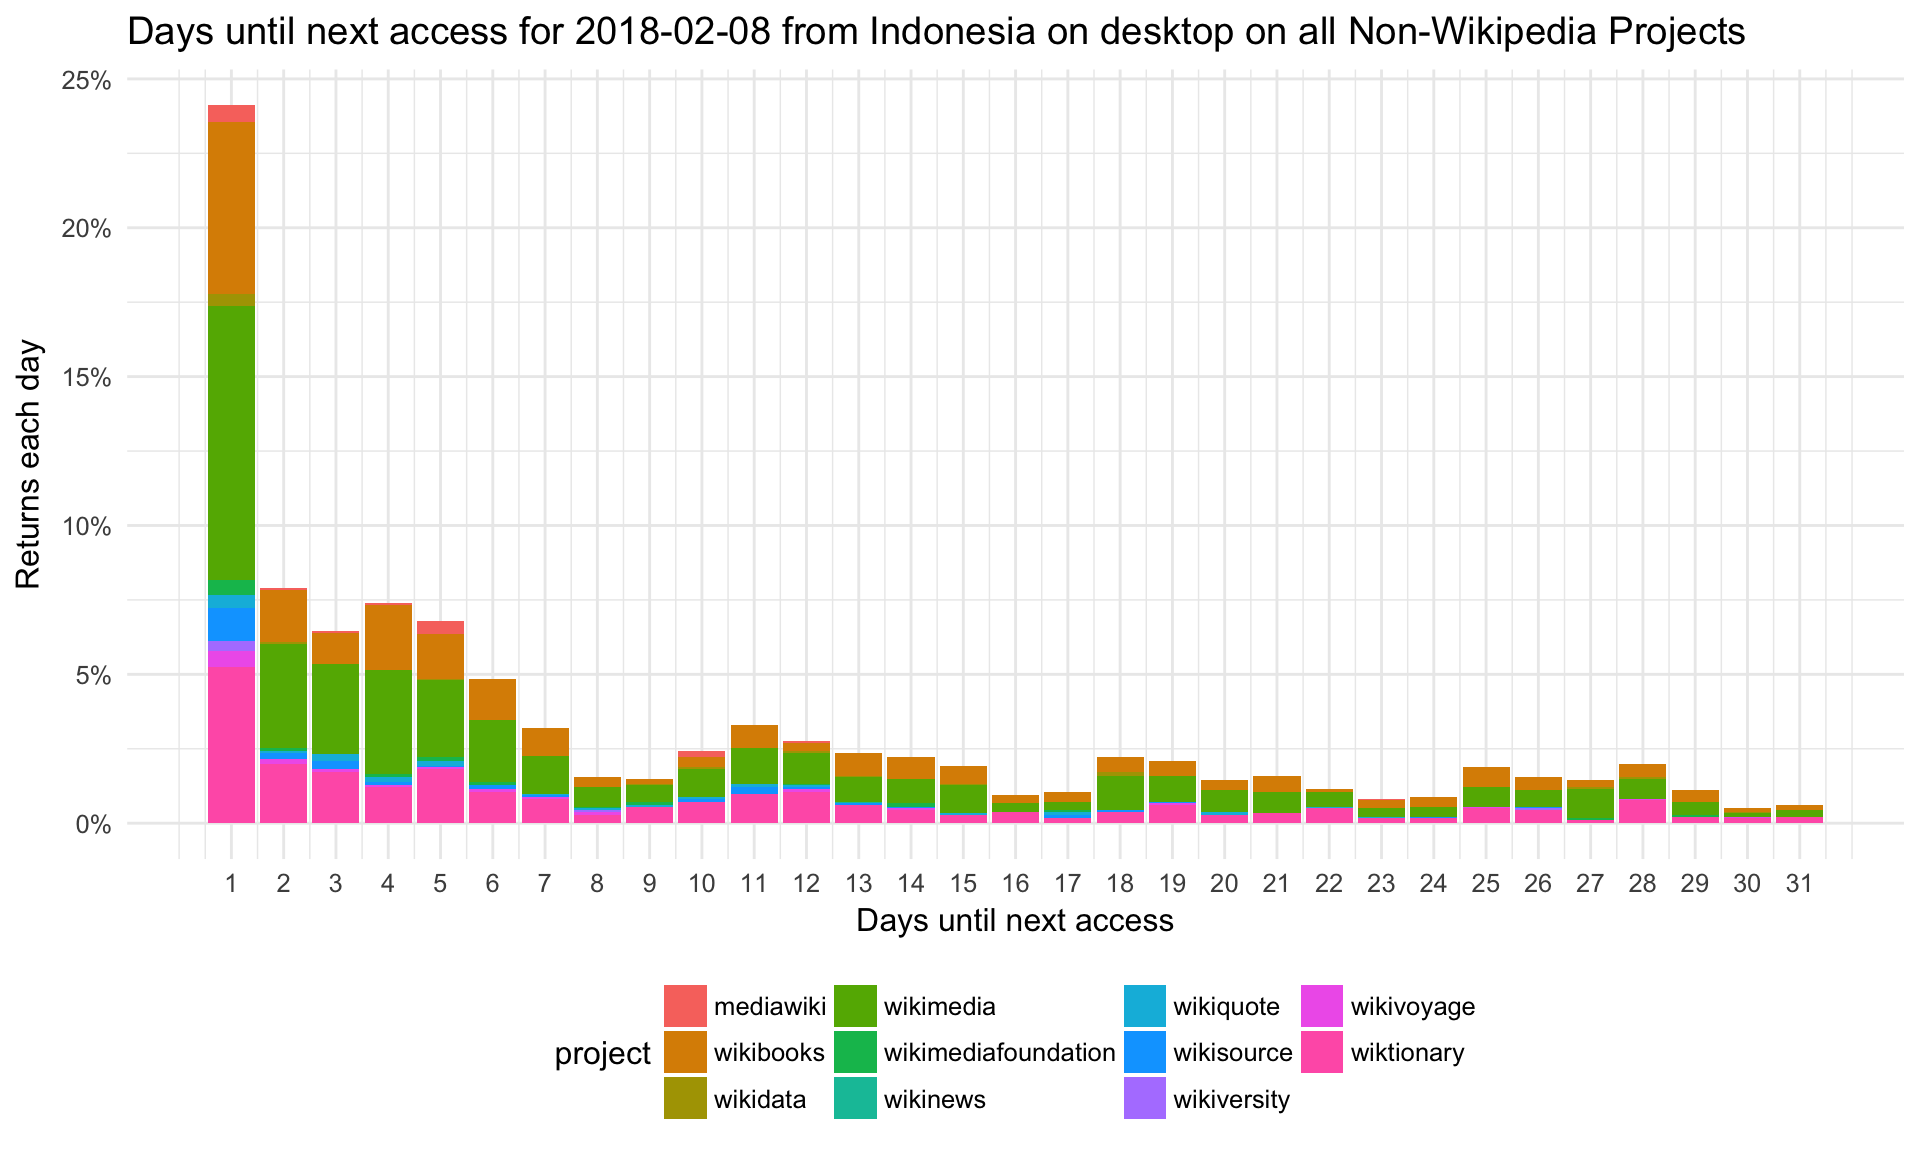 Days until next access for 2018-02-08 from Indonesia on desktop on all Non-Wikipedia Projects
Returns each day
25%
20%
15%
10%
5%
0%
1 2 3 4 5 6 7 8 9 10 11 12 13 14 15 16 17 18 19 20 21 22 23 24 25 26 27 28 29 30 31
Days until next access
project
mediawiki wikimedia wikiquote wikivoyage
wikibooks wikimediafoundation wikisource wiktionary
wikidata wikinews wikiversity